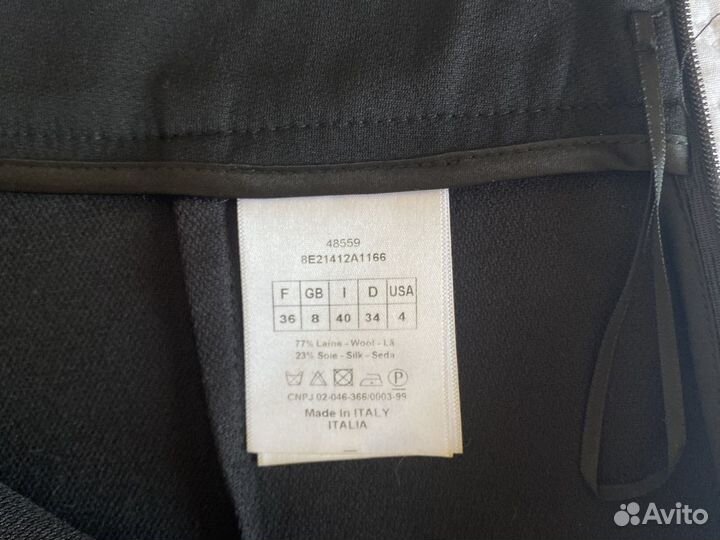 48559
8E21412A1166
F GB I D USA
36 8 40 34 4
77% Laine - Wool - Lã
23% Soie - Silk - Seda
P
CNPJ 02-046-366/0003-99
Made in ITALY
ITALIA
Avito